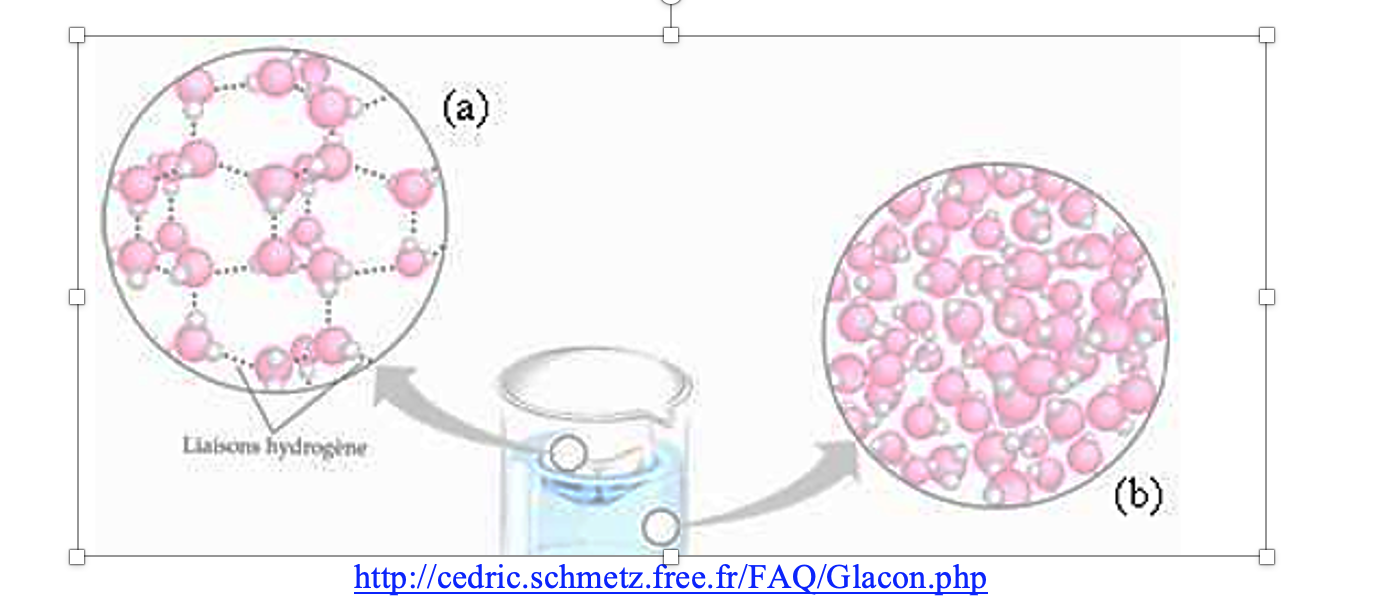 (a)
Liaisons hydrogène
(b)
http://cedric.schmetz.free.fr/FAQ/Glacon.php